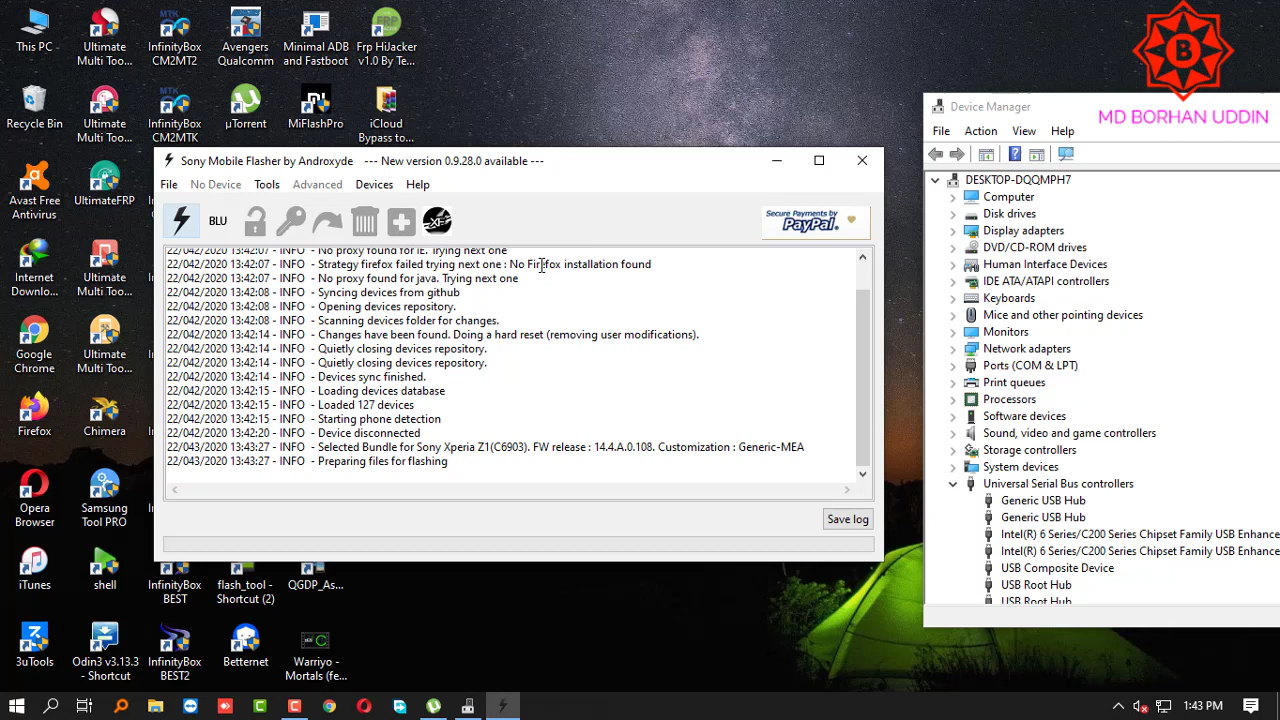 This PC
Ultimate
Multi Too...
InfinityBox
CM2MT2
Avengers
Qualcomm
Minimal ADB
and Fastboot
Frp HiJacker
v1.0 By Te...
Recycle Bin
Ultimate
Multi Too...
InfinityBox
CM2MTK
µTorrent
MiFlashPro
iCloud
Bypass to...
B
MD BORHAN UDDIN
Avast Free
Antivirus
UltimateFRP
Internet
Downlo...
Ultimate
Multi Too...
Google
Chrome
Ultimate
Multi Too...
Firefox
Chimera
Opera
Browser
Samsung
Tool PRO
iTunes
shell
InfinityBox
BEST
flash_tool -
Shortcut (2)
QGDP_As...
3uTools
Odin3 v3.13.3
- Shortcut
InfinityBox
BEST2
Betternet
Warriyo -
Mortals (fe...
Sony Mobile Flasher by Androxyde --- New version 0.9.28.0 available ---
File No Device Tools Advanced Devices Help
BLU
Secure Payments by
PayPal
22/042/2020 13:42:07 - INFO - No proxy found for IE. Trying next one
22/042/2020 13:42:07 - INFO - Strategy firefox failed trying next one : No Firefox installation found
22/042/2020 13:42:07 - INFO - No proxy found for java. Trying next one
22/042/2020 13:42:08 - INFO - Syncing devices from github
22/042/2020 13:42:08 - INFO - Opening devices repository.
22/042/2020 13:42:08 - INFO - Scanning devices folder for changes.
22/042/2020 13:42:14 - INFO - Changes have been found. Doing a hard reset (removing user modifications).
22/042/2020 13:42:14 - INFO - Quietly closing devices repository.
22/042/2020 13:42:14 - INFO - Quietly closing devices repository.
22/042/2020 13:42:14 - INFO - Devices sync finished.
22/042/2020 13:42:15 - INFO - Loading devices database
22/042/2020 13:42:15 - INFO - Loaded 127 devices
22/042/2020 13:42:15 - INFO - Starting phone detection
22/042/2020 13:42:20 - INFO - Device disconnected
22/043/2020 13:43:27 - INFO - Selected Bundle for Sony Xperia Z1(C6903). FW release : 14.4.A.0.108. Customization : Generic-MEA
22/043/2020 13:43:27 - INFO - Preparing files for flashing
Save log
Device Manager
File Action View Help
DESKTOP-DQQMPH7
Computer
Disk drives
Display adapters
DVD/CD-ROM drives
Human Interface Devices
IDE ATA/ATAPI controllers
Keyboards
Mice and other pointing devices
Monitors
Network adapters
Ports (COM & LPT)
Print queues
Processors
Software devices
Sound, video and game controllers
Storage controllers
System devices
Universal Serial Bus controllers
Generic USB Hub
Generic USB Hub
Intel(R) 6 Series/C200 Series Chipset Family USB Enhance
Intel(R) 6 Series/C200 Series Chipset Family USB Enhance
USB Composite Device
USB Root Hub
USB Root Hub
1:43 PM